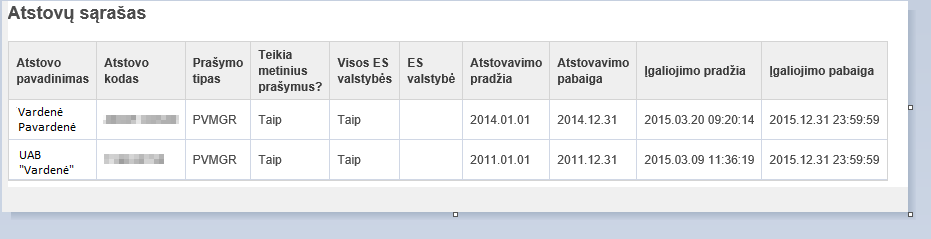 Atstovų sąrašas
Atstovo pavadinimas Atstovo kodas Prašymo tipas Teikia metinius prašymus? Visos ES valstybės ES valstybė Atstovavimo pradžia Atstovavimo pabaiga Įgaliojimo pradžia Įgaliojimo pabaiga
Vardenė Pavardenė PVMGR Taip Taip 2014.01.01 2014.12.31 2015.03.20 09:20:14 2015.12.31 23:59:59
UAB "Vardenė" PVMGR Taip Taip 2011.01.01 2011.12.31 2015.03.09 11:36:19 2015.12.31 23:59:59